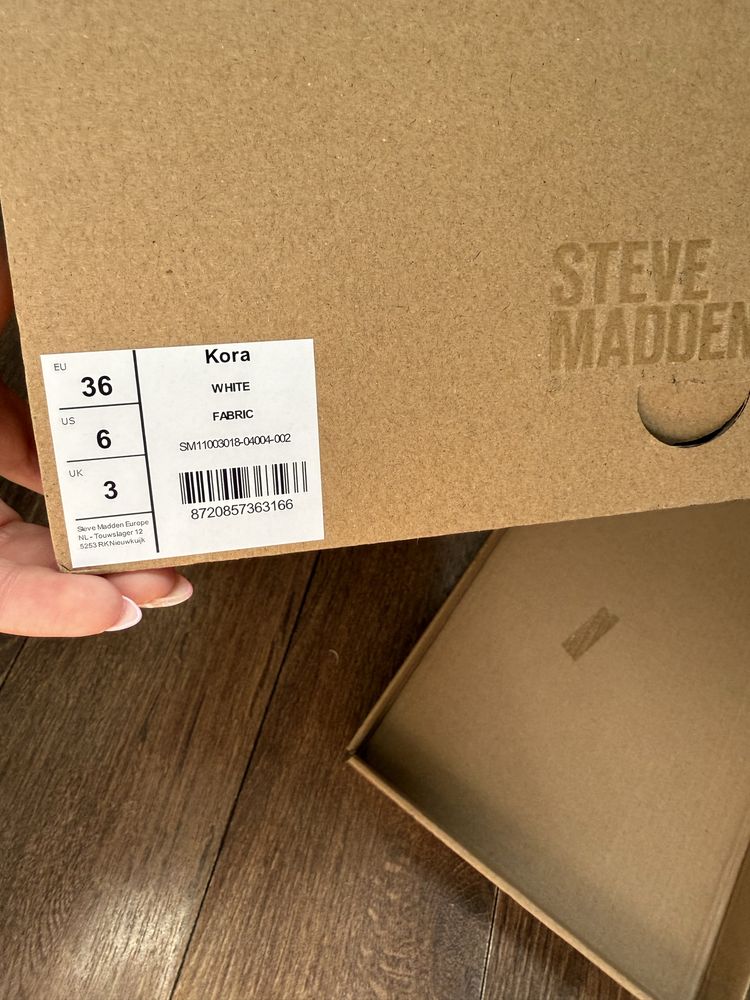 STEVE
MADDEN
EU
36
US
6
UK
3
Steve Madden Europe
NL - Touwslager 12
5253 RK Nieuwkuijk
Kora
WHITE
FABRIC
SM11003018-04004-002
8720857363166